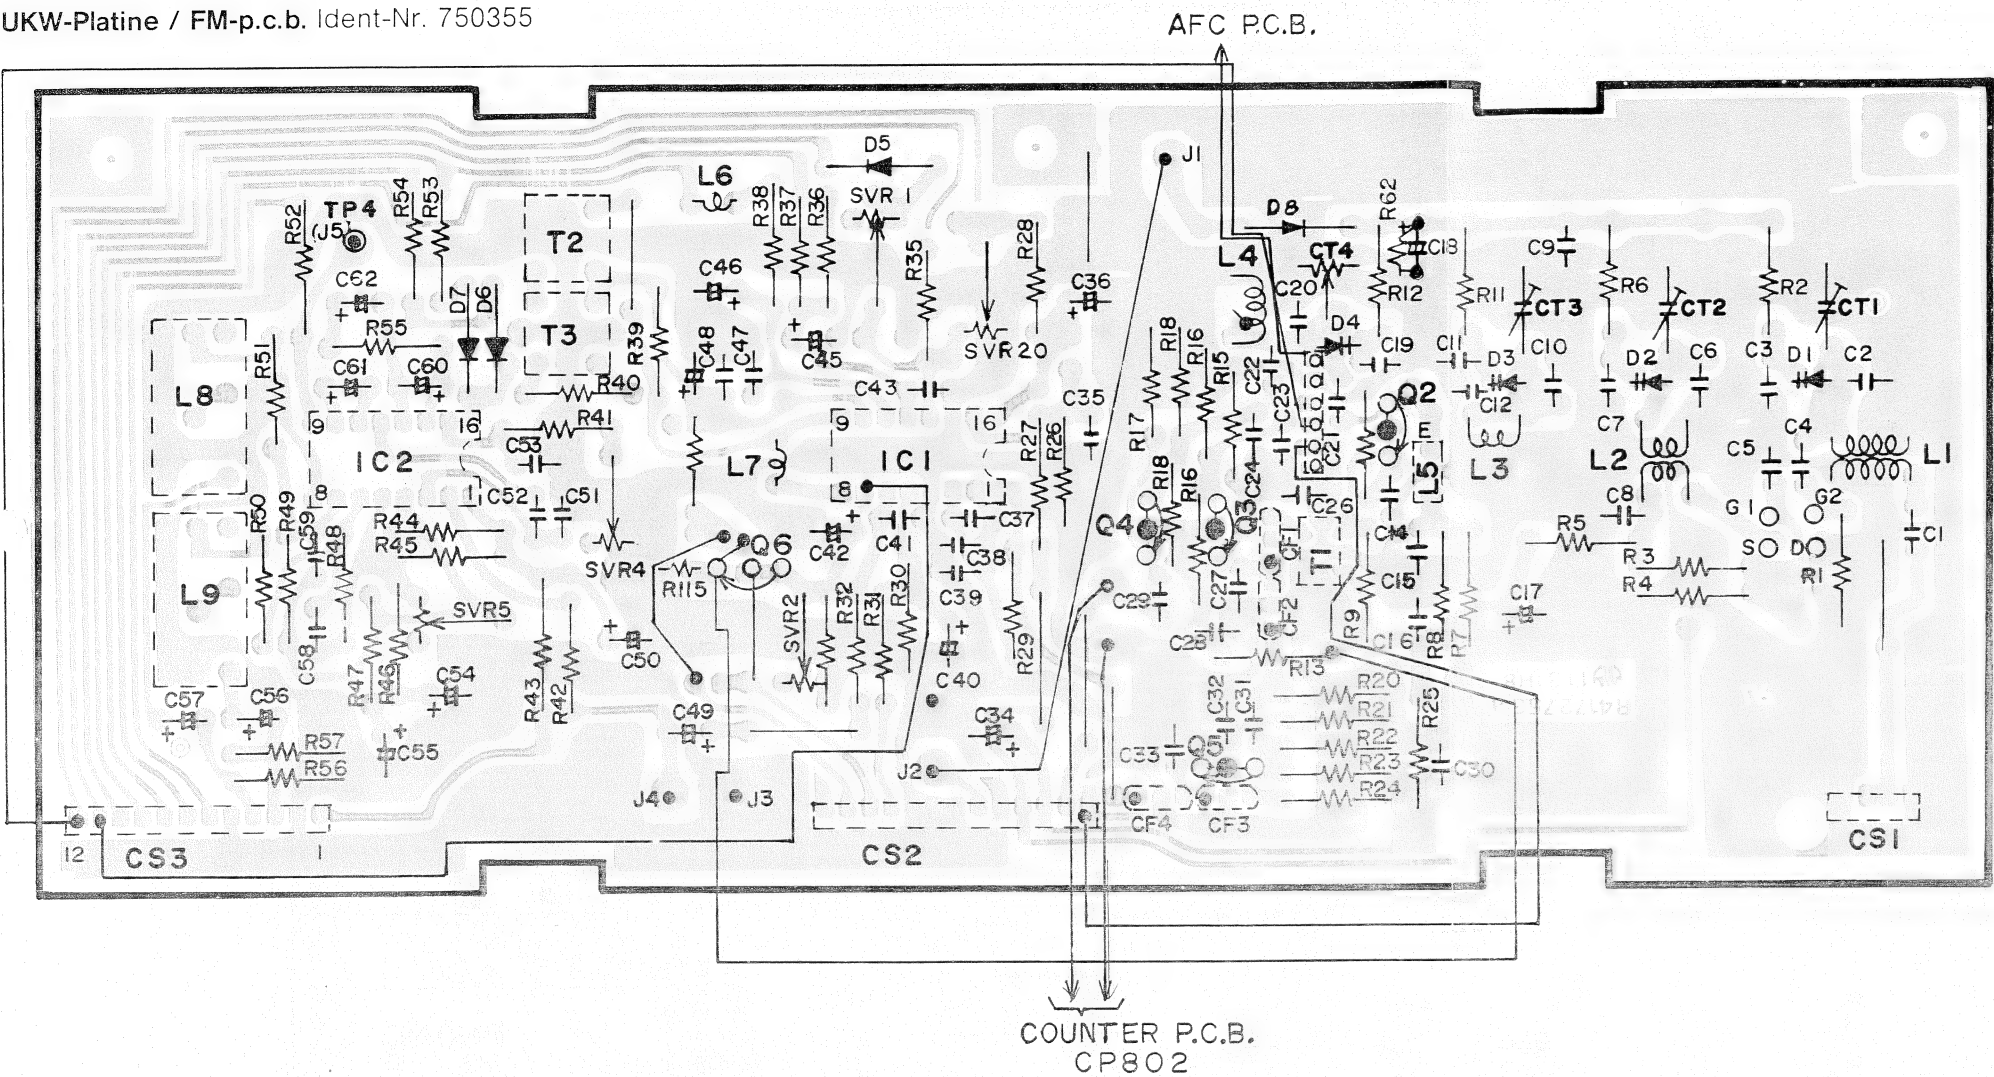 UKW-Platine / FM-p.c.b. Ident-Nr. 750355
AFC P.C.B.
D5
J1
L6
R54
R53
R38
R37
R36
SVR 1
R62
R52
TP4
(J5)
T2
D8
C18
C9
L4
CT4
R35
R28
C46
C36
C62
D7
D6
C20
R12
R11
CT3
R6
CT2
R2
CT1
T3
R55
R39
C48
C47
C45
SVR20
R18
R16
R15
D4
C19
C11
D3
C10
D2
C6
C3
D1
C2
R51
C61
C60
R40
C43
C22
L8
9
16
R41
9
16
C35
R17
C23
Q2
C12
C7
C4
IC2
C53
L7
IC1
R27
R26
C21
E
L3
L2
C5
L1
8
1
8
R18
R16
C24
L5
R50
R49
C59
R48
C52
C51
C26
C8
G1
G2
R44
R45
+
C42
C41
C37
Q4
Q3
CF1
T1
C14
R5
S
D
C1
Q6
C38
R3
R4
R1
L9
SVR4
R115
C39
C29
C27
C15
SVR5
SVR2
R32
R31
R30
CF2
R9
C16
R8
R7
C17
C58
R47
R46
C50
R29
C28
R13
C54
R43
R42
C40
C32
C31
R20
R25
C57
C56
C49
C34
R21
R57
C55
C33
Q5
R22
R56
J2
R23
C30
J4
J3
R24
CF4
CF3
12
CS3
1
CS2
CS1
COUNTER P.C.B.
CP802